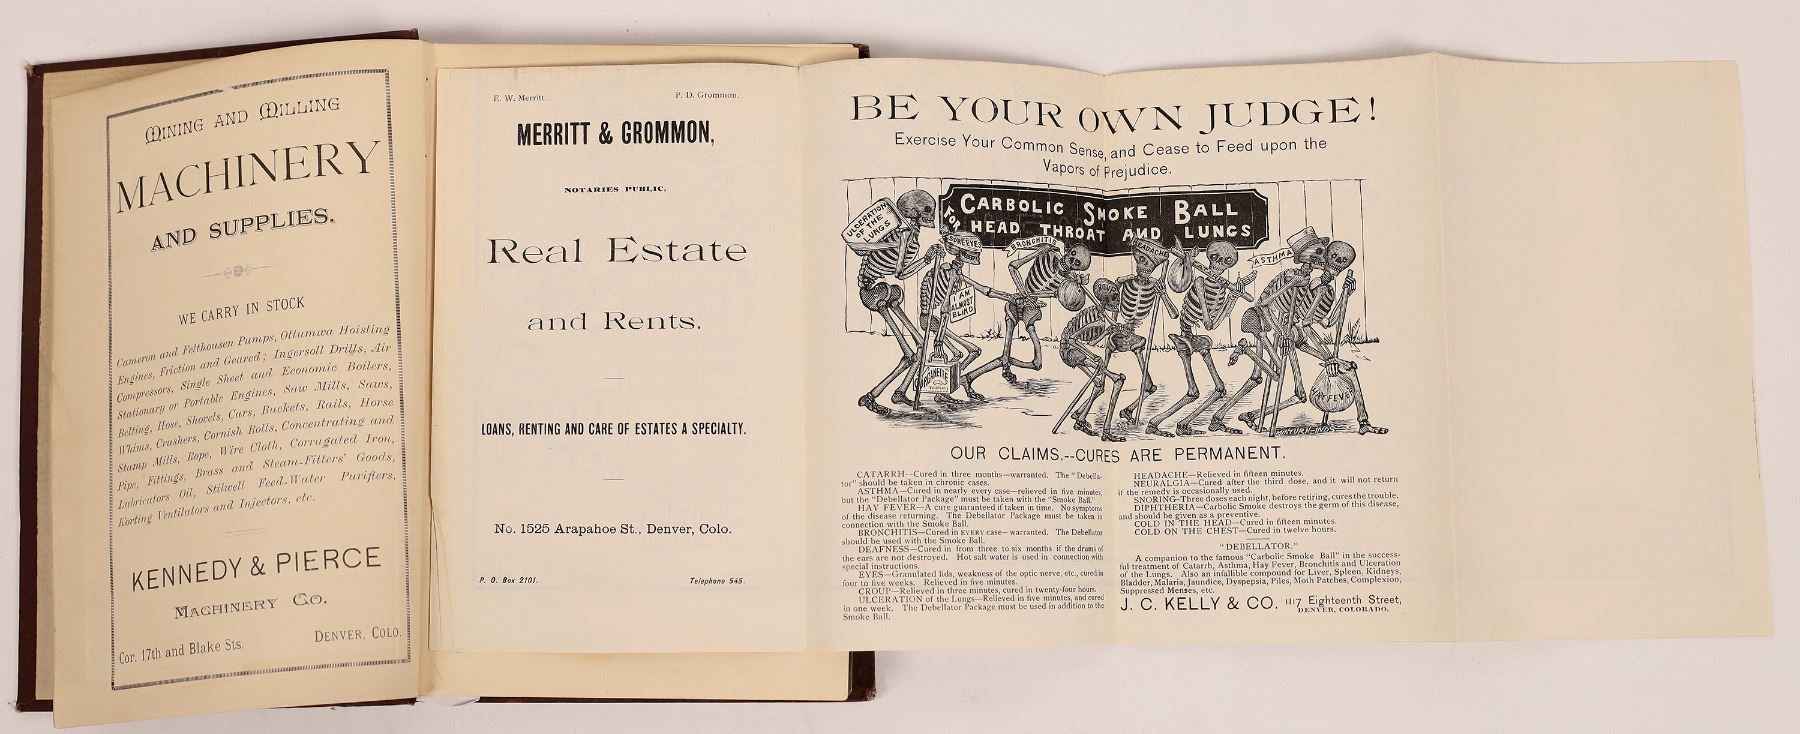 MINING AND MILLING
MACHINERY
AND SUPPLIES.
WE CARRY IN STOCK
Cameron and Felthousen Pumps, Ottumwa Hoisting
Engines, Friction and Geared; Ingersoll Drills, Air
Compressors, Single Sheet and Economic Boilers,
Stationary or Portable Engines, Saw Mills, Saws,
Belting, Hose, Shovels, Cars, Buckets, Rails, Horse
Whims, Crushers, Cornish Rolls, Concentrating and
Stamp Mills, Rope, Wire Cloth, Corrugated Iron,
Pipe, Fittings, Brass and Steam-Fitters' Goods,
Lubricators Oil, Stilwell Feed-Water Purifiers,
Korting Ventilators and Injectors, etc.
KENNEDY & PIERCE
MACHINERY CO.
Cor. 17th and Blake Sts.
DENVER, COLO.
E. W. Merritt.
P. D. Grommon.
MERRITT & GROMMON,
NOTARIES PUBLIC,
Real Estate
and Rents.
LOANS, RENTING AND CARE OF ESTATES A SPECIALTY.
No. 1525 Arapahoe St., Denver, Colo.
P. O. Box 2101.
Telephone 545.
BE YOUR OWN JUDGE!
Exercise Your Common Sense, and Cease to Feed upon the
Vapors of Prejudice.
CARBOLIC SMOKE BALL
FOR HEAD THROAT AND LUNGS
ULCERATION
OF THE
LUNGS
BRONCHITIS
HEADACHE
ASTHMA
I AM
ALMOST
BLIND
OUR CLAIMS.--CURES ARE PERMANENT.
CATARRH--Cured in three months—warranted. The "Debella-
tor" should be taken in chronic cases.
ASTHMA—Cured in nearly every case—relieved in five minutes,
but the "Debellator Package" must be taken with the "Smoke Ball."
HAY FEVER—A cure guaranteed if taken in time. No symptoms
of the disease returning. The Debellator Package must be taken in
connection with the Smoke Ball.
BRONCHITIS—Cured in EVERY case—warranted. The Debellator
should be used with the Smoke Ball.
DEAFNESS—Cured in from three to six months if the drums of
the ears are not destroyed. Hot salt water is used in connection with
special instructions.
EYES—Granulated lids, weakness of the optic nerve, etc., cured in
four to five weeks. Relieved in five minutes.
CROUP—Relieved in three minutes, cured in twenty-four hours.
ULCERATION of the Lungs—Relieved in five minutes, and cured
in one week. The Debellator Package must be used in addition to the
Smoke Ball.
HEADACHE—Relieved in fifteen minutes.
NEURALGIA—Cured after the third dose, and it will not return
if the remedy is occasionally used.
SNORING—Three doses each night, before retiring, cures the trouble.
DIPHTHERIA—Carbolic Smoke destroys the germ of this disease,
and should be given as a preventive.
COLD IN THE HEAD—Cured in fifteen minutes.
COLD ON THE CHEST—Cured in twelve hours.
"DEBELLATOR."
A companion to the famous "Carbolic Smoke Ball" in the success-
ful treatment of Catarrh, Asthma, Hay Fever, Bronchitis and Ulceration
of the Lungs. Also an infallible compound for Liver, Spleen, Kidneys,
Bladder, Malaria, Jaundice, Dyspepsia, Piles, Moth Patches, Complexion,
Suppressed Menses, etc.
J. C. KELLY & CO. 1117 Eighteenth Street,
DENVER, COLORADO.